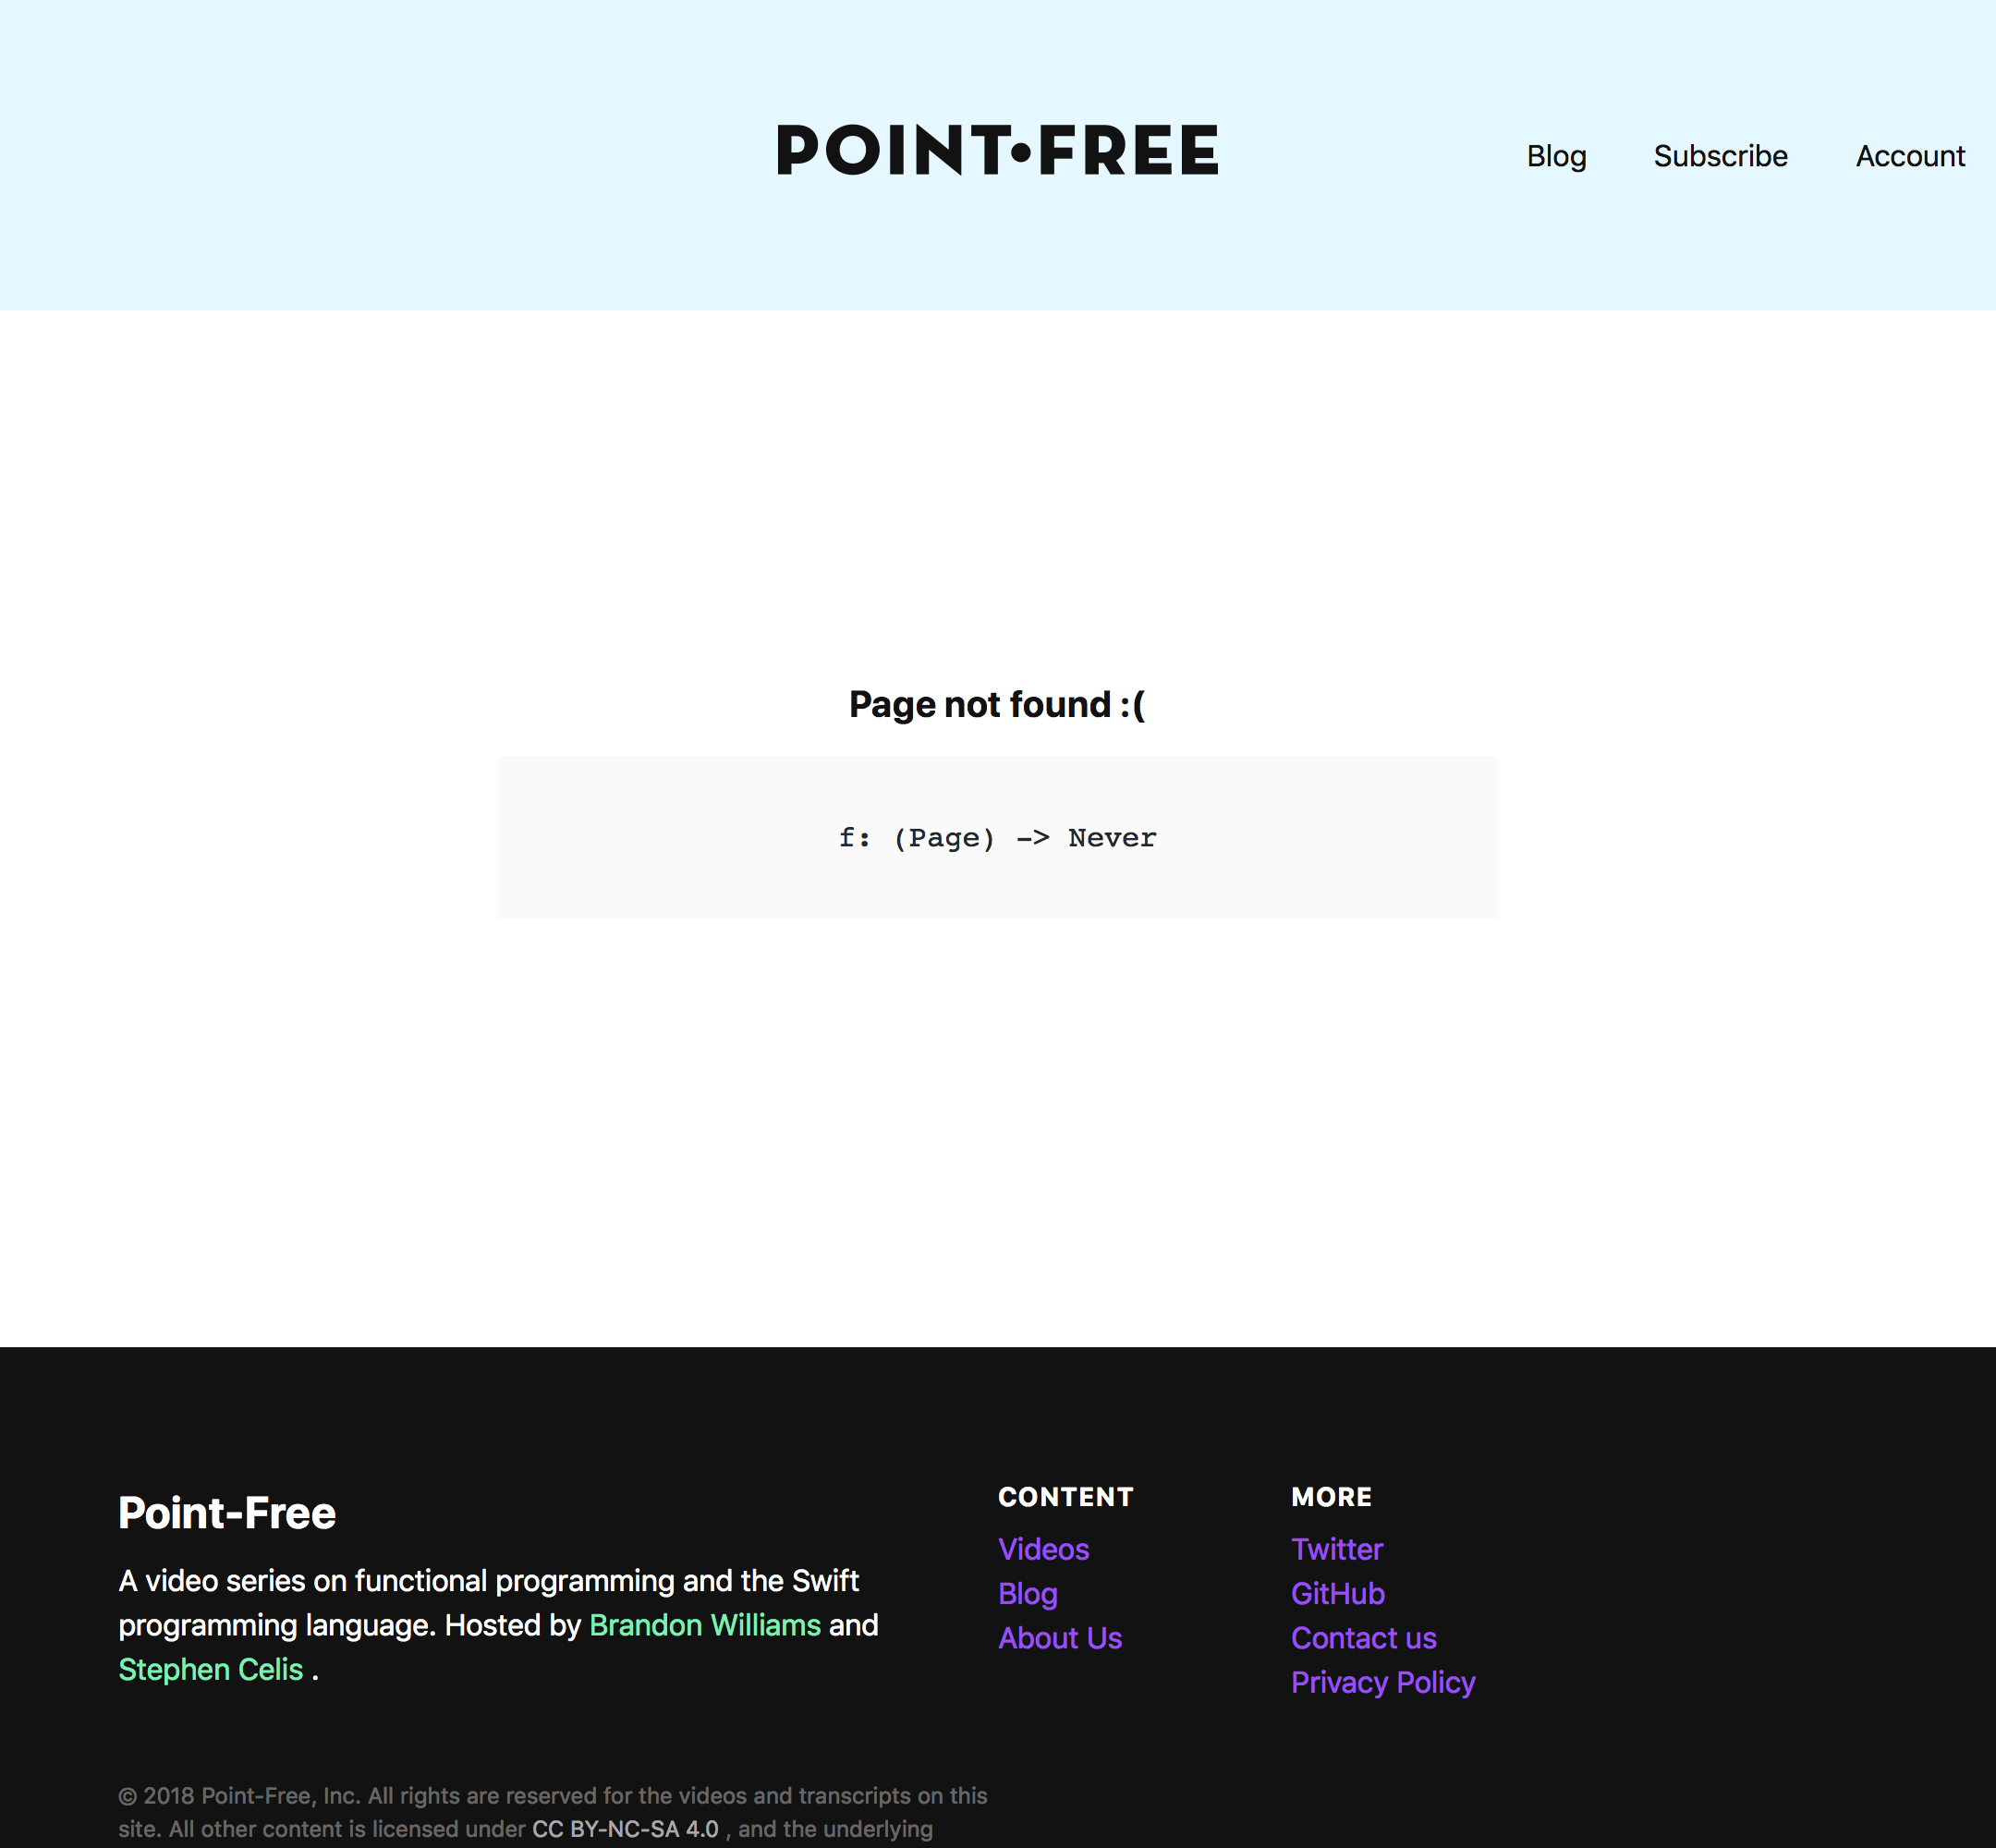 POINT•FREE
Blog Subscribe Account
Page not found :(
f: (Page) -> Never
Point-Free
A video series on functional programming and the Swift
programming language. Hosted by Brandon Williams and
Stephen Celis .
CONTENT
Videos
Blog
About Us
MORE
Twitter
GitHub
Contact us
Privacy Policy
© 2018 Point-Free, Inc. All rights are reserved for the videos and transcripts on this
site. All other content is licensed under CC BY-NC-SA 4.0 , and the underlying